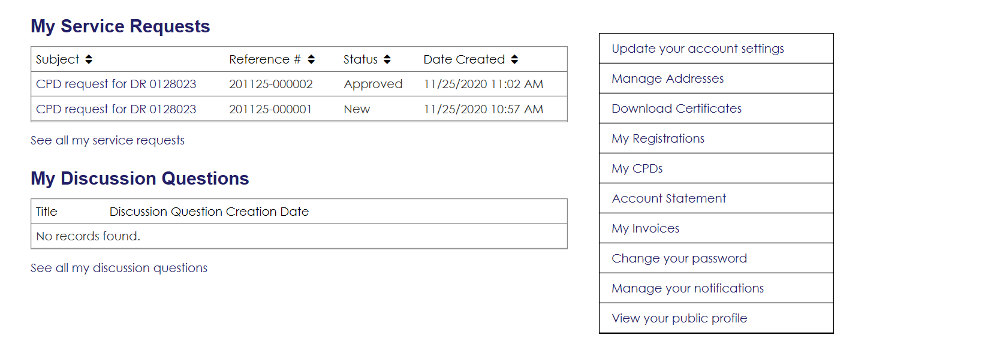 My Service Requests
Subject Reference # Status Date Created
CPD request for DR 0128023 201125-000002 Approved 11/25/2020 11:02 AM
CPD request for DR 0128023 201125-000001 New 11/25/2020 10:57 AM
See all my service requests
My Discussion Questions
Title Discussion Question Creation Date
No records found.
See all my discussion questions
Update your account settings
Manage Addresses
Download Certificates
My Registrations
My CPDs
Account Statement
My Invoices
Change your password
Manage your notifications
View your public profile